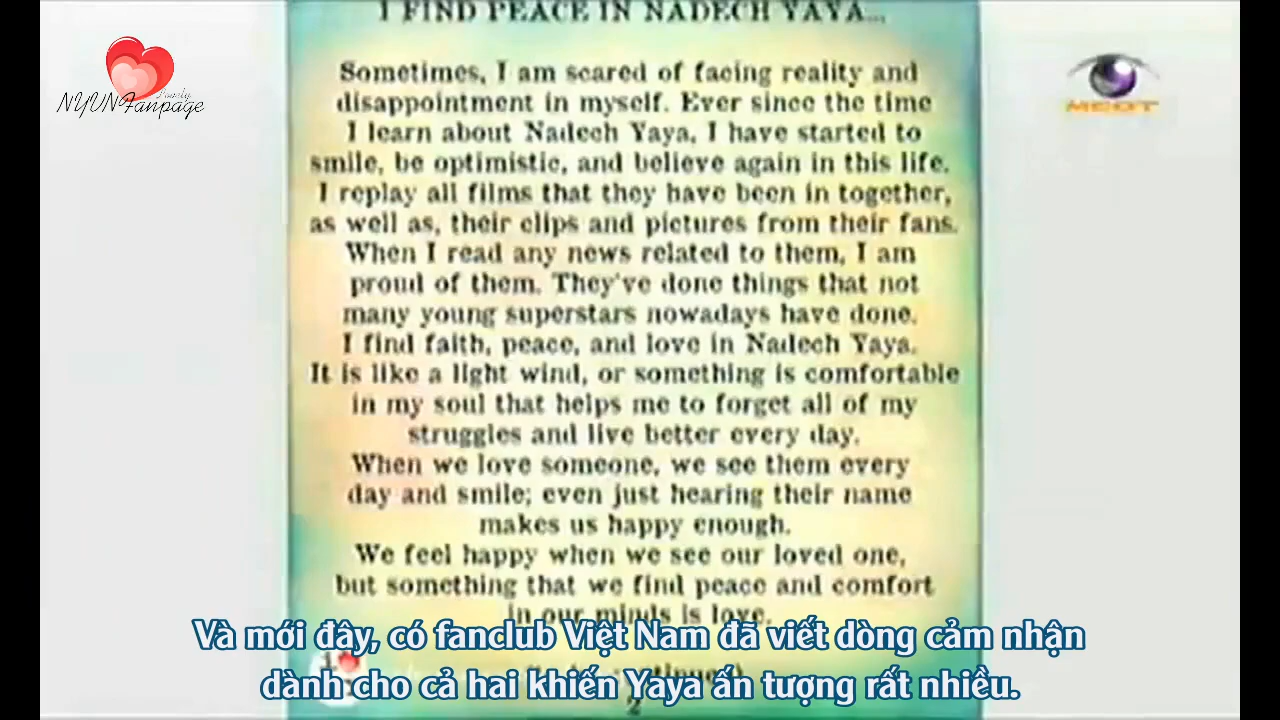 I FIND PEACE IN NADECH YAYA...
NYUNFanpage
MCOT
Sometimes, I am scared of facing reality and
disappointment in myself. Ever since the time
I learn about Nadech Yaya, I have started to
smile, be optimistic, and believe again in this life.
I replay all films that they have been in together,
as well as, their clips and pictures from their fans.
When I read any news related to them, I am
proud of them. They've done things that not
many young superstars nowadays have done.
I find faith, peace, and love in Nadech Yaya.
It is like a light wind, or something is comfortable
in my soul that helps me to forget all of my
struggles and live better every day.
When we love someone, we see them every
day and smile; even just hearing their name
makes us happy enough.
We feel happy when we see our loved one,
but something that we find peace and comfort
in our minds is love.
Và mới đây, có fanclub Việt Nam đã viết dòng cảm nhận
dành cho cả hai khiến Yaya ấn tượng rất nhiều.
2